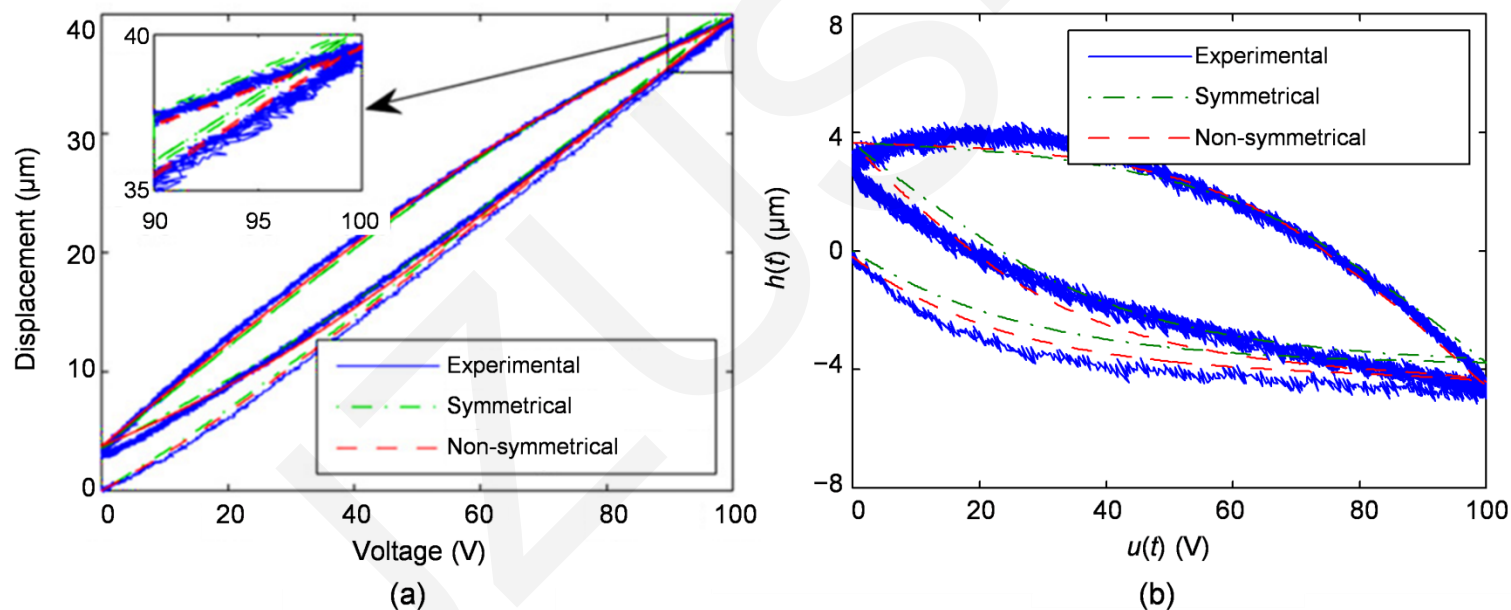 40
30
20
10
0
0
20
40
60
80
100
Displacement (μm)
Voltage (V)
40
35
90
95
100
Experimental
Symmetrical
Non-symmetrical
(a)
8
4
0
−4
−8
0
20
40
60
80
100
h(t) (μm)
u(t) (V)
Experimental
Symmetrical
Non-symmetrical
(b)